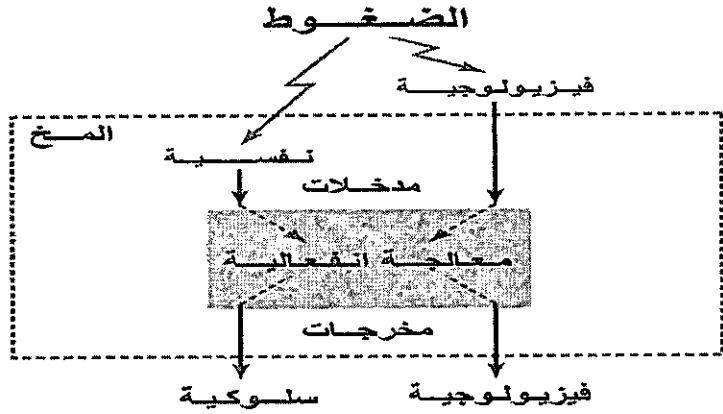 الضغوط
فيزيولوجية
المخ
نفسية
مدخلات
معالجة انفعالية
مخرجات
فيزيولوجية سلوكية